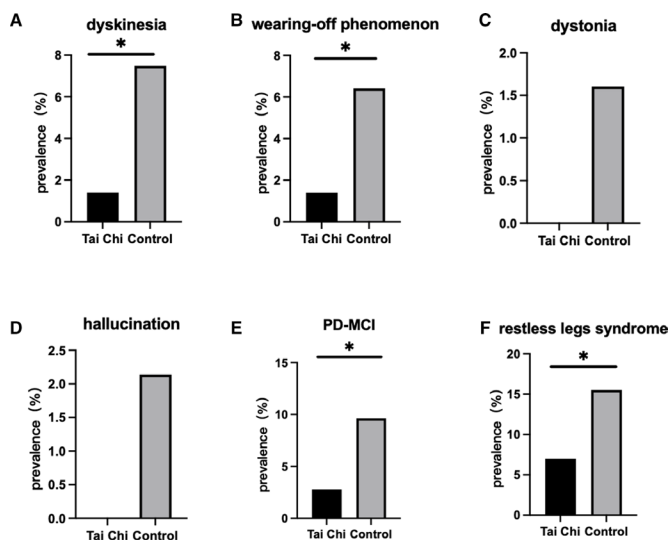 A
dyskinesia
*
prevalence (%)
8
6
4
2
0
Tai Chi Control
B
wearing-off phenomenon
*
prevalence (%)
8
6
4
2
0
Tai Chi Control
C
dystonia
prevalence (%)
2.0
1.5
1.0
0.5
0.0
Tai Chi Control
D
hallucination
prevalence (%)
2.5
2.0
1.5
1.0
0.5
0.0
Tai Chi Control
E
PD-MCI
*
prevalence (%)
15
10
5
0
Tai Chi Control
F
restless legs syndrome
*
prevalence (%)
20
15
10
5
0
Tai Chi Control